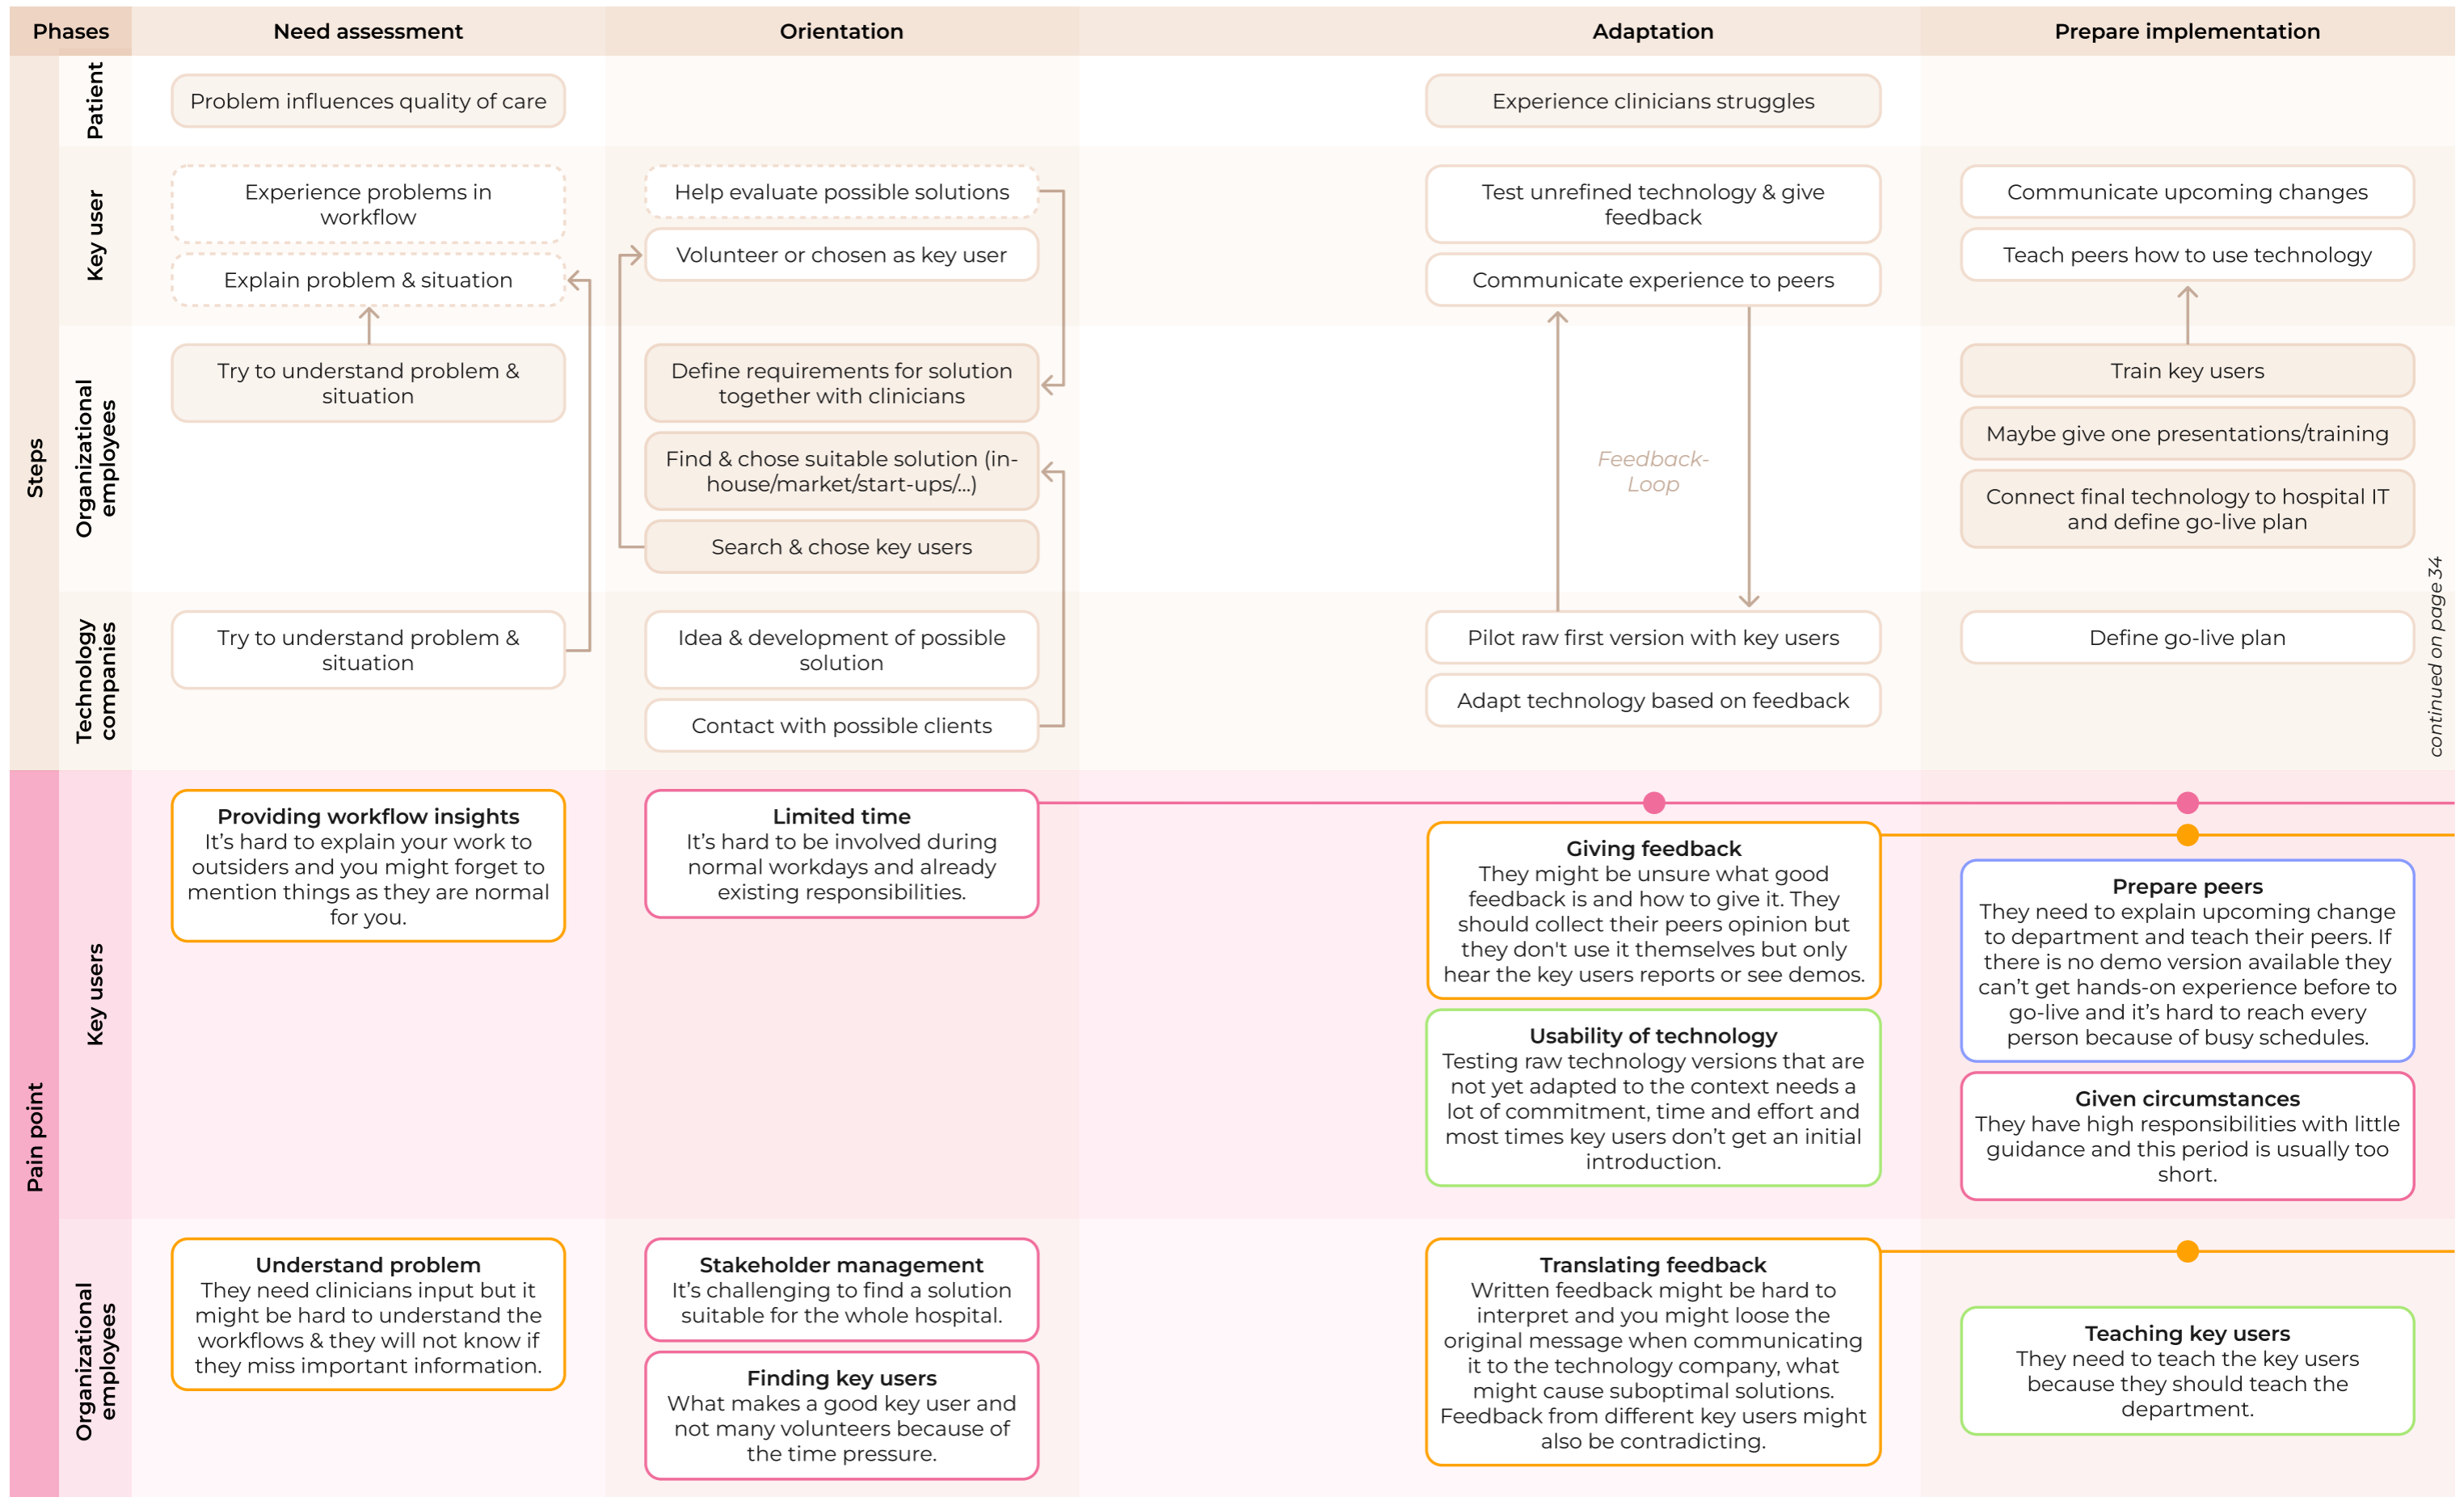 Phases
Need assessment
Orientation
Adaptation
Prepare implementation
Steps
Patient
Problem influences quality of care
Experience clinicians struggles
Key user
Experience problems in
workflow
Explain problem & situation
Help evaluate possible solutions
Volunteer or chosen as key user
Test unrefined technology & give
feedback
Communicate experience to peers
Communicate upcoming changes
Teach peers how to use technology
Organizational
employees
Try to understand problem &
situation
Define requirements for solution
together with clinicians
Find & chose suitable solution (in-
house/market/start-ups/...)
Search & chose key users
Feedback-
Loop
Train key users
Maybe give one presentations/training
Connect final technology to hospital IT
and define go-live plan
Technology
companies
Try to understand problem &
situation
Idea & development of possible
solution
Contact with possible clients
Pilot raw first version with key users
Adapt technology based on feedback
Define go-live plan
continued on page 34
Pain point
Key users
Providing workflow insights
It’s hard to explain your work to
outsiders and you might forget to
mention things as they are normal
for you.
Limited time
It’s hard to be involved during
normal workdays and already
existing responsibilities.
Giving feedback
They might be unsure what good
feedback is and how to give it. They
should collect their peers opinion but
they don't use it themselves but only
hear the key users reports or see demos.
Usability of technology
Testing raw technology versions that are
not yet adapted to the context needs a
lot of commitment, time and effort and
most times key users don’t get an initial
introduction.
Prepare peers
They need to explain upcoming change
to department and teach their peers. If
there is no demo version available they
can’t get hands-on experience before to
go-live and it’s hard to reach every
person because of busy schedules.
Given circumstances
They have high responsibilities with little
guidance and this period is usually too
short.
Organizational
employees
Understand problem
They need clinicians input but it
might be hard to understand the
workflows & they will not know if
they miss important information.
Stakeholder management
It’s challenging to find a solution
suitable for the whole hospital.
Finding key users
What makes a good key user and
not many volunteers because of
the time pressure.
Translating feedback
Written feedback might be hard to
interpret and you might loose the
original message when communicating
it to the technology company, what
might cause suboptimal solutions.
Feedback from different key users might
also be contradicting.
Teaching key users
They need to teach the key users
because they should teach the
department.